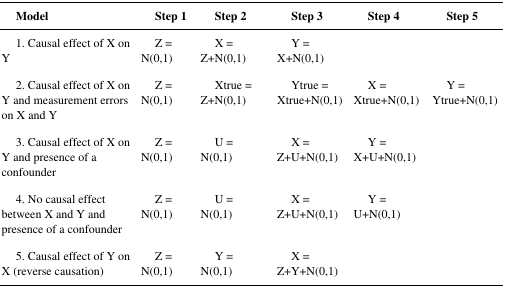 Model Step 1 Step 2 Step 3 Step 4 Step 5
1. Causal effect of X on Z = X = Y =
Y N(0,1) Z+N(0,1) X+N(0,1)
2. Causal effect of X on Z = Xtrue = Ytrue = X = Y =
Y and measurement errors N(0,1) Z+N(0,1) Xtrue+N(0,1) Xtrue+N(0,1) Ytrue+N(0,1)
on X and Y
3. Causal effect of X on Z = U = X = Y =
Y and presence of a N(0,1) N(0,1) Z+U+N(0,1) X+U+N(0,1)
confounder
4. No causal effect Z = U = X = Y =
between X and Y and N(0,1) N(0,1) Z+U+N(0,1) U+N(0,1)
presence of a confounder
5. Causal effect of Y on Z = Y = X =
X (reverse causation) N(0,1) N(0,1) Z+Y+N(0,1)